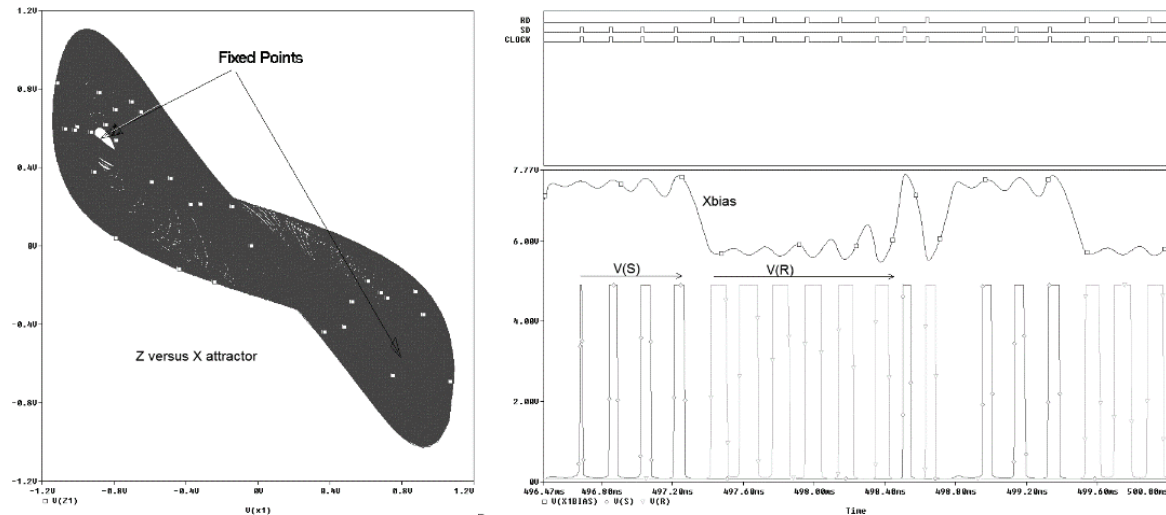 1.2V
0.8V
0.4V
0V
-0.4V
-0.8V
-1.2V
Fixed Points
Z versus X attractor
-1.2V -0.8V -0.4V 0V 0.4V 0.8V 1.2V
V(Z1)
V(x1)
RD
SD
CLOCK
7.77V
Xbias
6.00V
V(S) V(R)
4.00V
2.00V
0V
496.47ms 496.80ms 497.20ms 497.60ms 498.00ms 498.40ms 499.20ms 499.60ms 500.00ms
V(X1BIAS) V(S) V(R)
Time